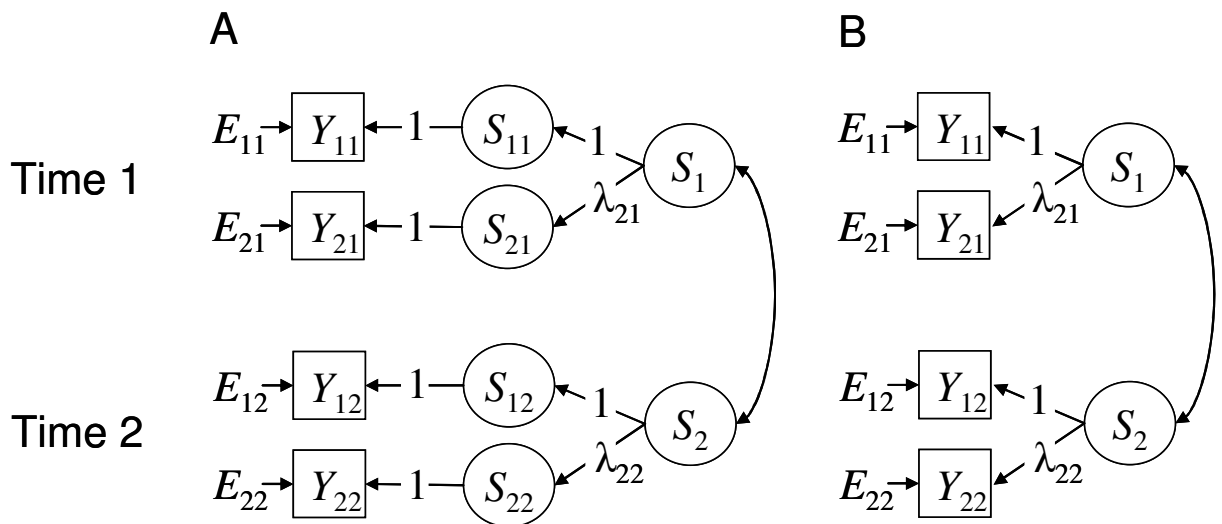 A B
E₁₁ Y₁₁ 1 S₁₁ 1 S₁ E₁₁ Y₁₁ 1 S₁
Time 1
E₂₁ Y₂₁ 1 S₂₁ λ₂₁ E₂₁ Y₂₁ λ₂₁
E₁₂ Y₁₂ 1 S₁₂ 1 S₂ E₁₂ Y₁₂ 1 S₂
Time 2
E₂₂ Y₂₂ 1 S₂₂ λ₂₂ E₂₂ Y₂₂ λ₂₂